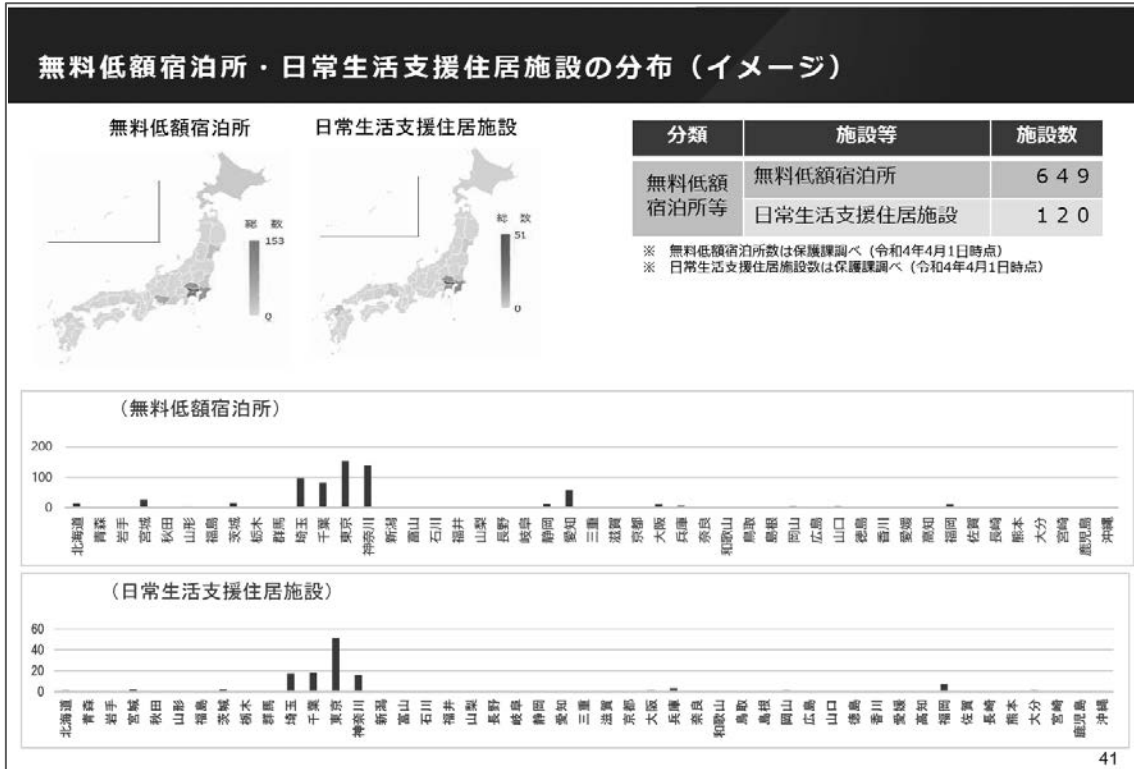 無料低額宿泊所・日常生活支援住居施設の分布（イメージ）
無料低額宿泊所
総 数
153
0
日常生活支援住居施設
総 数
51
0
分類 施設等 施設数
無料低額
宿泊所等
無料低額宿泊所 ６４９
日常生活支援住居施設 １２０
※ 無料低額宿泊所数は保護課調べ（令和4年4月1日時点）
※ 日常生活支援住居施設数は保護課調べ（令和4年4月1日時点）
（無料低額宿泊所）
200
100
0
北海道 青森 岩手 宮城 秋田 山形 福島 茨城 栃木 群馬 埼玉 千葉 東京 神奈川 新潟 富山 石川 福井 山梨 長野 岐阜 静岡 愛知 三重 滋賀 京都 大阪 兵庫 奈良 和歌山 鳥取 島根 岡山 広島 山口 徳島 香川 愛媛 高知 福岡 佐賀 長崎 熊本 大分 宮崎 鹿児島 沖縄
（日常生活支援住居施設）
60
40
20
0
北海道 青森 岩手 宮城 秋田 山形 福島 茨城 栃木 群馬 埼玉 千葉 東京 神奈川 新潟 富山 石川 福井 山梨 長野 岐阜 静岡 愛知 三重 滋賀 京都 大阪 兵庫 奈良 和歌山 鳥取 島根 岡山 広島 山口 徳島 香川 愛媛 高知 福岡 佐賀 長崎 熊本 大分 宮崎 鹿児島 沖縄
41